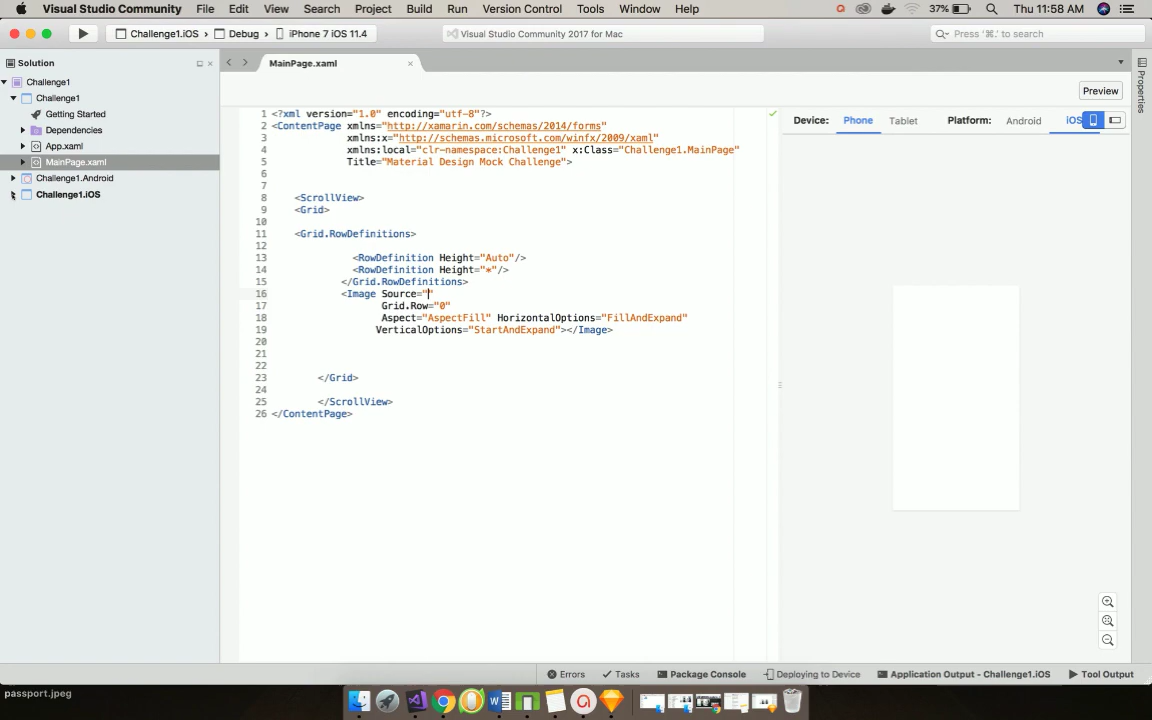 Visual Studio Community File Edit View Search Project Build Run Version Control Tools Window Help 37% Thu 11:58 AM
Challenge1.iOS › Debug › iPhone 7 iOS 11.4 Visual Studio Community 2017 for Mac Press '⌘.' to search
Solution
MainPage.xaml
Properties
Challenge1
Challenge1
Getting Started
Dependencies
App.xaml
MainPage.xaml
Challenge1.Android
Challenge1.iOS
Preview
Device: Phone Tablet Platform: Android iOS
1 <?xml version="1.0" encoding="utf-8"?>
2 <ContentPage xmlns="http://xamarin.com/schemas/2014/forms"
3 xmlns:x="http://schemas.microsoft.com/winfx/2009/xaml"
4 xmlns:local="clr-namespace:Challenge1" x:Class="Challenge1.MainPage"
5 Title="Material Design Mock Challenge">
6
7
8 <ScrollView>
9 <Grid>
10
11 <Grid.RowDefinitions>
12
13 <RowDefinition Height="Auto"/>
14 <RowDefinition Height="*"/>
15 </Grid.RowDefinitions>
16 <Image Source=""
17 Grid.Row="0"
18 Aspect="AspectFill" HorizontalOptions="FillAndExpand"
19 VerticalOptions="StartAndExpand"></Image>
20
21
22
23 </Grid>
24
25 </ScrollView>
26 </ContentPage>
Errors Tasks Package Console Deploying to Device Application Output - Challenge1.iOS Tool Output
passport.jpeg